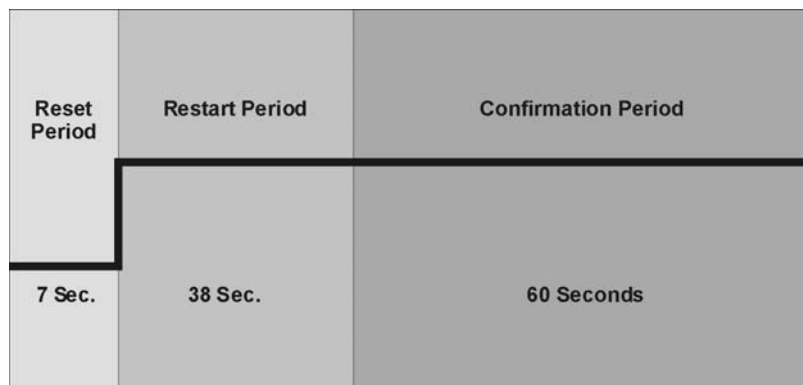 Reset
Period
Restart Period
Confirmation Period
7 Sec.
38 Sec.
60 Seconds